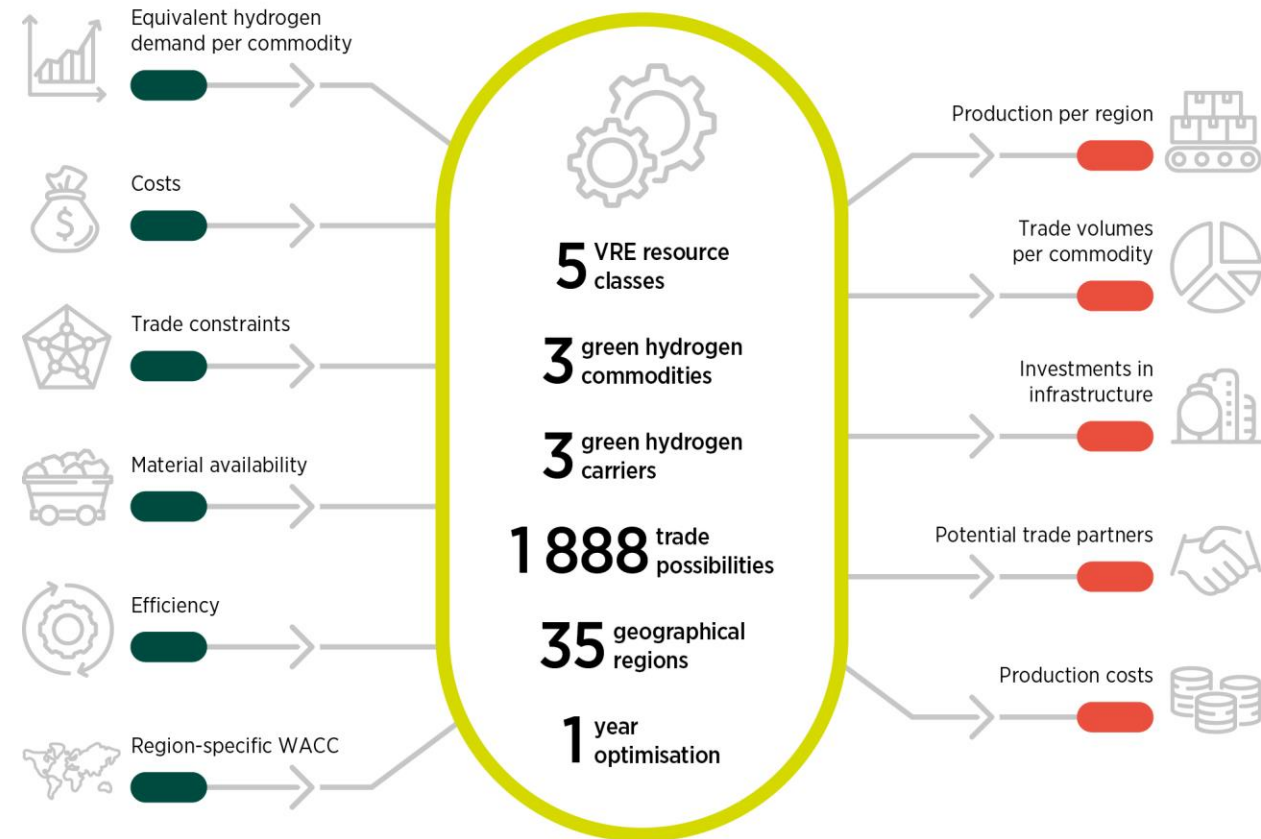 Equivalent hydrogen
demand per commodity
Costs
$
Trade constraints
Material availability
Efficiency
Region-specific WACC
5 VRE resource
classes
3 green hydrogen
commodities
3 green hydrogen
carriers
1 888 trade
possibilities
35 geographical
regions
1 year
optimisation
Production per region
Trade volumes
per commodity
Investments in
infrastructure
Potential trade partners
Production costs